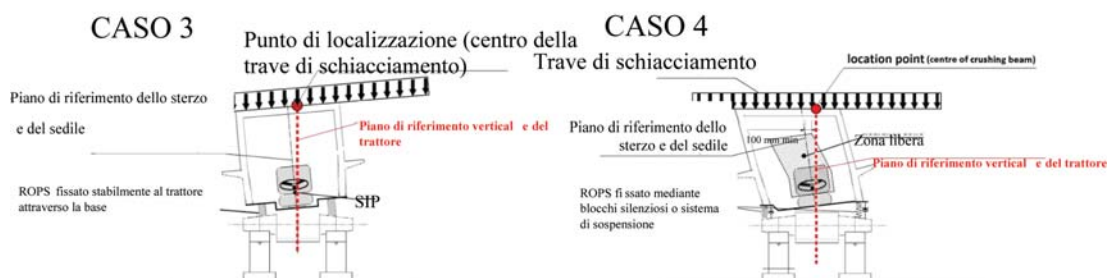 CASO 3
Punto di localizzazione (centro della
trave di schiacciamento)
Piano di riferimento dello sterzo
e del sedile
Piano di riferimento vertical e del
trattore
ROPS fissato stabilmente al trattore
attraverso la base
SIP
CASO 4
Trave di schiacciamento
location point (centre of crushing beam)
Piano di riferimento dello
sterzo e del sedile
100 mm min
Zona libera
Piano di riferimento vertical e del trattore
ROPS fi ssato mediante
blocchi silenziosi o sistema
di sospensione